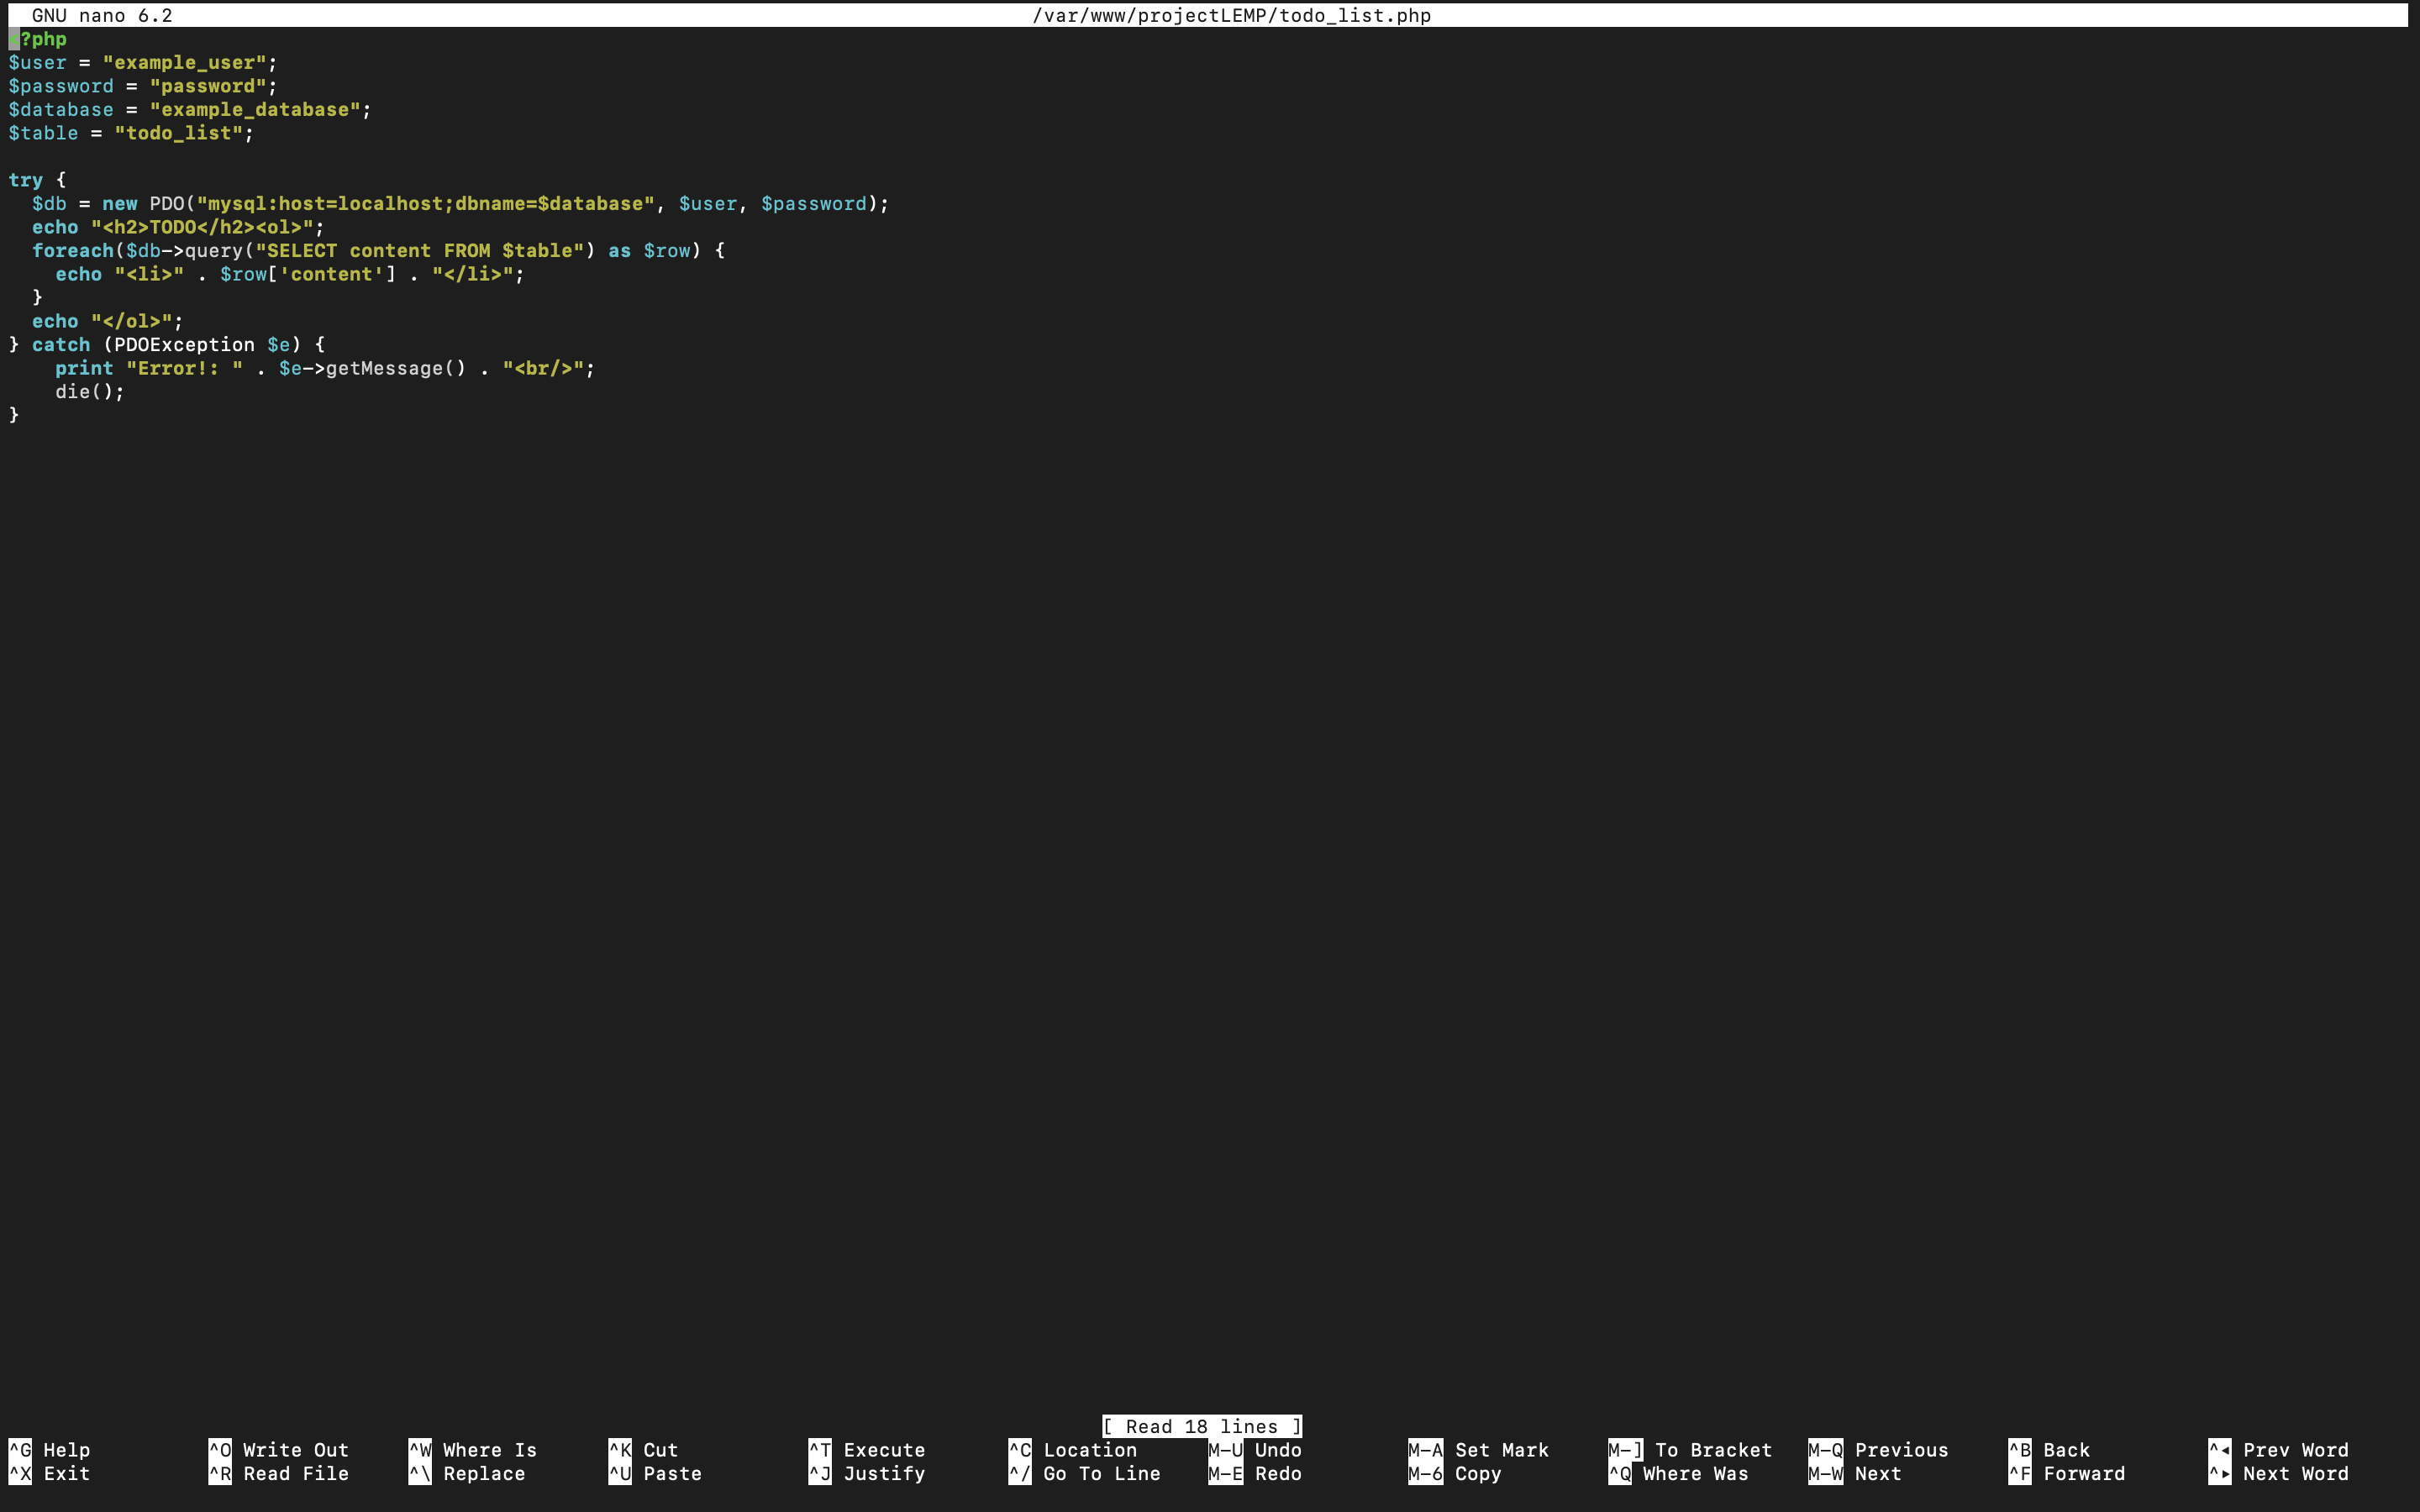 GNU nano 6.2 /var/www/projectLEMP/todo_list.php
<?php
$user = "example_user";
$password = "password";
$database = "example_database";
$table = "todo_list";

try {
  $db = new PDO("mysql:host=localhost;dbname=$database", $user, $password);
  echo "<h2>TODO</h2><ol>";
  foreach($db->query("SELECT content FROM $table") as $row) {
    echo "<li>" . $row['content'] . "</li>";
  }
  echo "</ol>";
} catch (PDOException $e) {
    print "Error!: " . $e->getMessage() . "<br/>";
    die();
}
[ Read 18 lines ]
^G Help ^O Write Out ^W Where Is ^K Cut ^T Execute ^C Location M-U Undo M-A Set Mark M-] To Bracket M-Q Previous ^B Back ^◂ Prev Word
^X Exit ^R Read File ^\ Replace ^U Paste ^J Justify ^/ Go To Line M-E Redo M-6 Copy ^Q Where Was M-W Next ^F Forward ^▸ Next Word